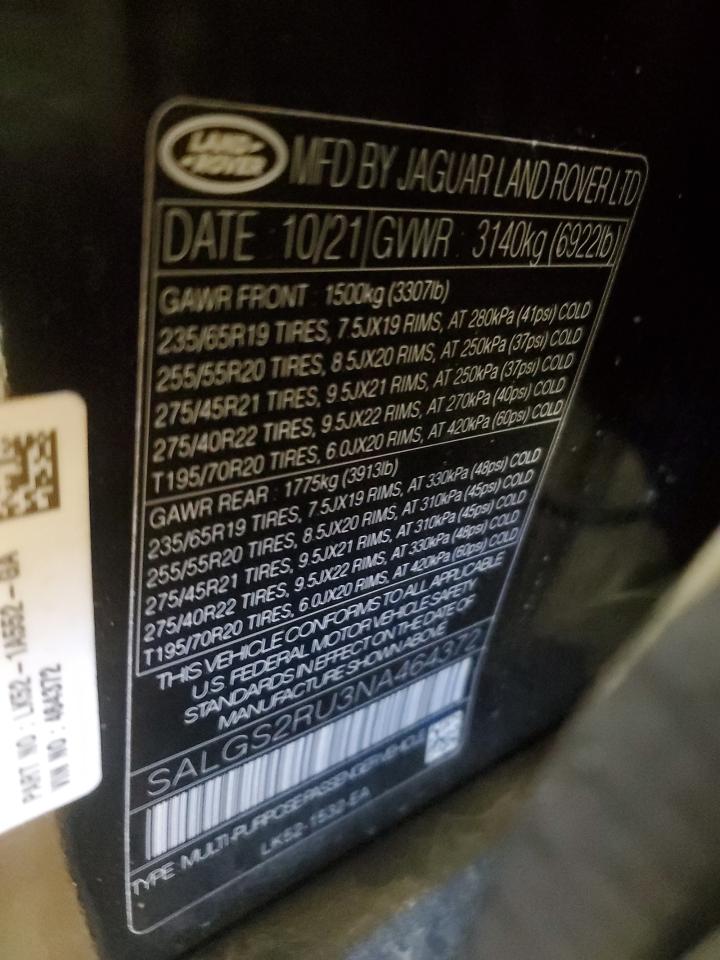 LAND-
-ROVER
MFD BY JAGUAR LAND ROVER LTD
DATE 10/21 GVWR : 3140kg (6922lb)
GAWR FRONT : 1500kg (3307lb)
235/65R19 TIRES, 7.5JX19 RIMS, AT 280kPa (41psi) COLD
255/55R20 TIRES, 8.5JX20 RIMS, AT 250kPa (37psi) COLD
275/45R21 TIRES, 9.5JX21 RIMS, AT 250kPa (37psi) COLD
275/40R22 TIRES, 9.5JX22 RIMS, AT 270kPa (40psi) COLD
T195/70R20 TIRES, 6.0JX20 RIMS, AT 420kPa (60psi) COLD
GAWR REAR : 1775kg (3913lb)
235/65R19 TIRES, 7.5JX19 RIMS, AT 330kPa (48psi) COLD
255/55R20 TIRES, 8.5JX20 RIMS, AT 310kPa (45psi) COLD
275/45R21 TIRES, 9.5JX21 RIMS, AT 310kPa (45psi) COLD
275/40R22 TIRES, 9.5JX22 RIMS, AT 330kPa (48psi) COLD
T195/70R20 TIRES, 6.0JX20 RIMS, AT 420kPa (60psi) COLD
THIS VEHICLE CONFORMS TO ALL APPLICABLE
U.S. FEDERAL MOTOR VEHICLE SAFETY
STANDARDS IN EFFECT ON THE DATE OF
MANUFACTURE SHOWN ABOVE
SALGS2RU3NA464372
TYPE MULTI-PURPOSE PASSENGER VEHICLE
LK52-1532-EA
PART NO : LK62-1A552-GA
VIN NO : 464372